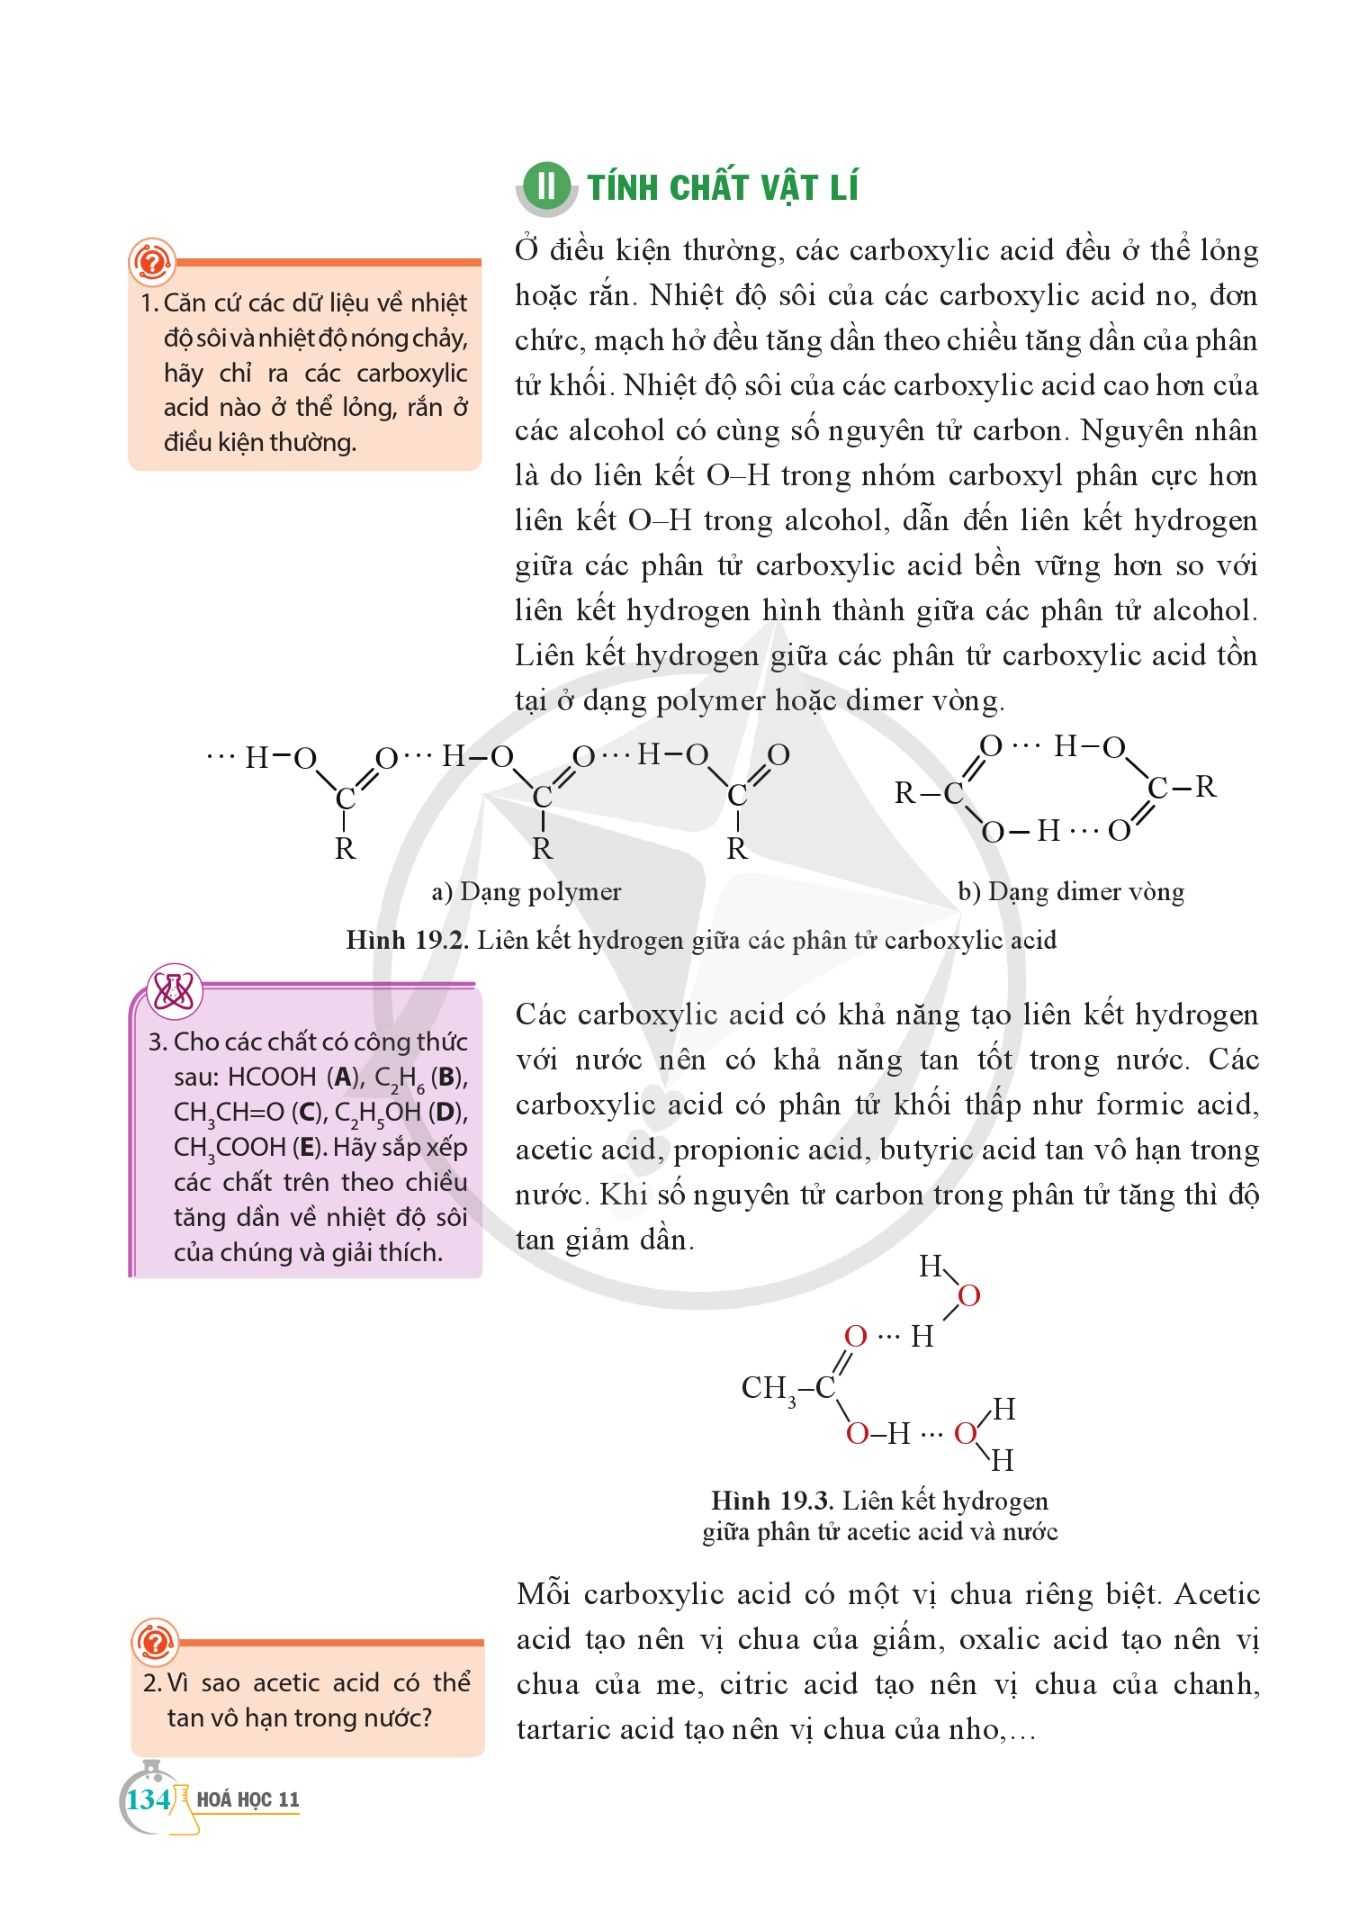 II TÍNH CHẤT VẬT LÍ
Ở điều kiện thường, các carboxylic acid đều ở thể lỏng
hoặc rắn. Nhiệt độ sôi của các carboxylic acid no, đơn
chức, mạch hở đều tăng dần theo chiều tăng dần của phân
tử khối. Nhiệt độ sôi của các carboxylic acid cao hơn của
các alcohol có cùng số nguyên tử carbon. Nguyên nhân
là do liên kết O–H trong nhóm carboxyl phân cực hơn
liên kết O–H trong alcohol, dẫn đến liên kết hydrogen
giữa các phân tử carboxylic acid bền vững hơn so với
liên kết hydrogen hình thành giữa các phân tử alcohol.
Liên kết hydrogen giữa các phân tử carboxylic acid tồn
tại ở dạng polymer hoặc dimer vòng.
?
1. Căn cứ các dữ liệu về nhiệt
độ sôi và nhiệt độ nóng chảy,
hãy chỉ ra các carboxylic
acid nào ở thể lỏng, rắn ở
điều kiện thường.
··· H–O O ··· H–O O ··· H–O O
C C C
R R R
a) Dạng polymer
O ··· H–O
R–C C–R
O–H ··· O
b) Dạng dimer vòng
Hình 19.2. Liên kết hydrogen giữa các phân tử carboxylic acid
3. Cho các chất có công thức
sau: HCOOH (A), C₂H₆ (B),
CH₃CH=O (C), C₂H₅OH (D),
CH₃COOH (E). Hãy sắp xếp
các chất trên theo chiều
tăng dần về nhiệt độ sôi
của chúng và giải thích.
Các carboxylic acid có khả năng tạo liên kết hydrogen
với nước nên có khả năng tan tốt trong nước. Các
carboxylic acid có phân tử khối thấp như formic acid,
acetic acid, propionic acid, butyric acid tan vô hạn trong
nước. Khi số nguyên tử carbon trong phân tử tăng thì độ
tan giảm dần.
H
O
O ··· H
CH₃–C
H
O–H ··· O
H
Hình 19.3. Liên kết hydrogen
giữa phân tử acetic acid và nước
Mỗi carboxylic acid có một vị chua riêng biệt. Acetic
acid tạo nên vị chua của giấm, oxalic acid tạo nên vị
chua của me, citric acid tạo nên vị chua của chanh,
tartaric acid tạo nên vị chua của nho,…
?
2. Vì sao acetic acid có thể
tan vô hạn trong nước?
134 HOÁ HỌC 11